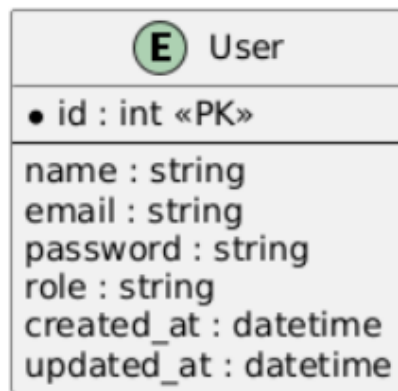 E User
• id : int «PK»
name : string
email : string
password : string
role : string
created_at : datetime
updated_at : datetime